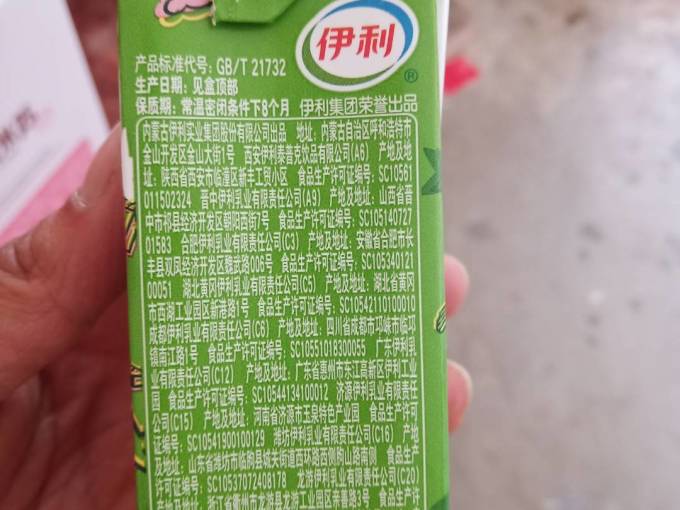 伊利
®
产品标准代号: GB/T 21732
生产日期: 见盒顶部
保质期: 常温密闭条件下8个月 伊利集团荣誉出品
内蒙古伊利实业集团股份有限公司出品 地址: 内蒙古自治区呼和浩特市
金山开发区金山大街1号 西安伊利泰普克饮品有限公司(A6) 产地及地
址: 陕西省西安市临潼区新丰工贸小区 食品生产许可证编号: SC10561
011502324 晋中伊利乳业有限责任公司(A9) 产地及地址: 山西省晋
中市祁县经济开发区朝阳西街7号 食品生产许可证编号: SC105140727
01583 合肥伊利乳业有限责任公司(C3) 产地及地址: 安徽省合肥市长
丰县双凤经济开发区魏武路006号 食品生产许可证编号: SC105340121
00051 湖北黄冈伊利乳业有限责任公司(C5) 产地及地址: 湖北省黄冈
市西湖工业园区新港路1号 食品生产许可证编号: SC10542110100010
成都伊利乳业有限责任公司(C6) 产地及地址: 四川省成都市邛崃市临邛
镇南江路1号 食品生产许可证编号: SC10551018300055 广东伊利乳
业有限责任公司(C12) 产地及地址: 广东省惠州市东江高新区伊利工业
园 食品生产许可证编号: SC10544134100012 济源伊利乳业有限责任公司
(C15) 产地及地址: 河南省济源市玉泉特色产业园 食品生产许可证编
号: SC10541900100129 潍坊伊利乳业有限责任公司(C16) 产地及
地址: 山东省潍坊市临朐县城关街道西环路西侧朐山路南侧 食品生产许可证编
号: SC10537072408178 龙游伊利乳业有限责任公司(C20)
产地及地址: 浙江省衢州市龙游县龙游工业园区同善路3号 食品生产许